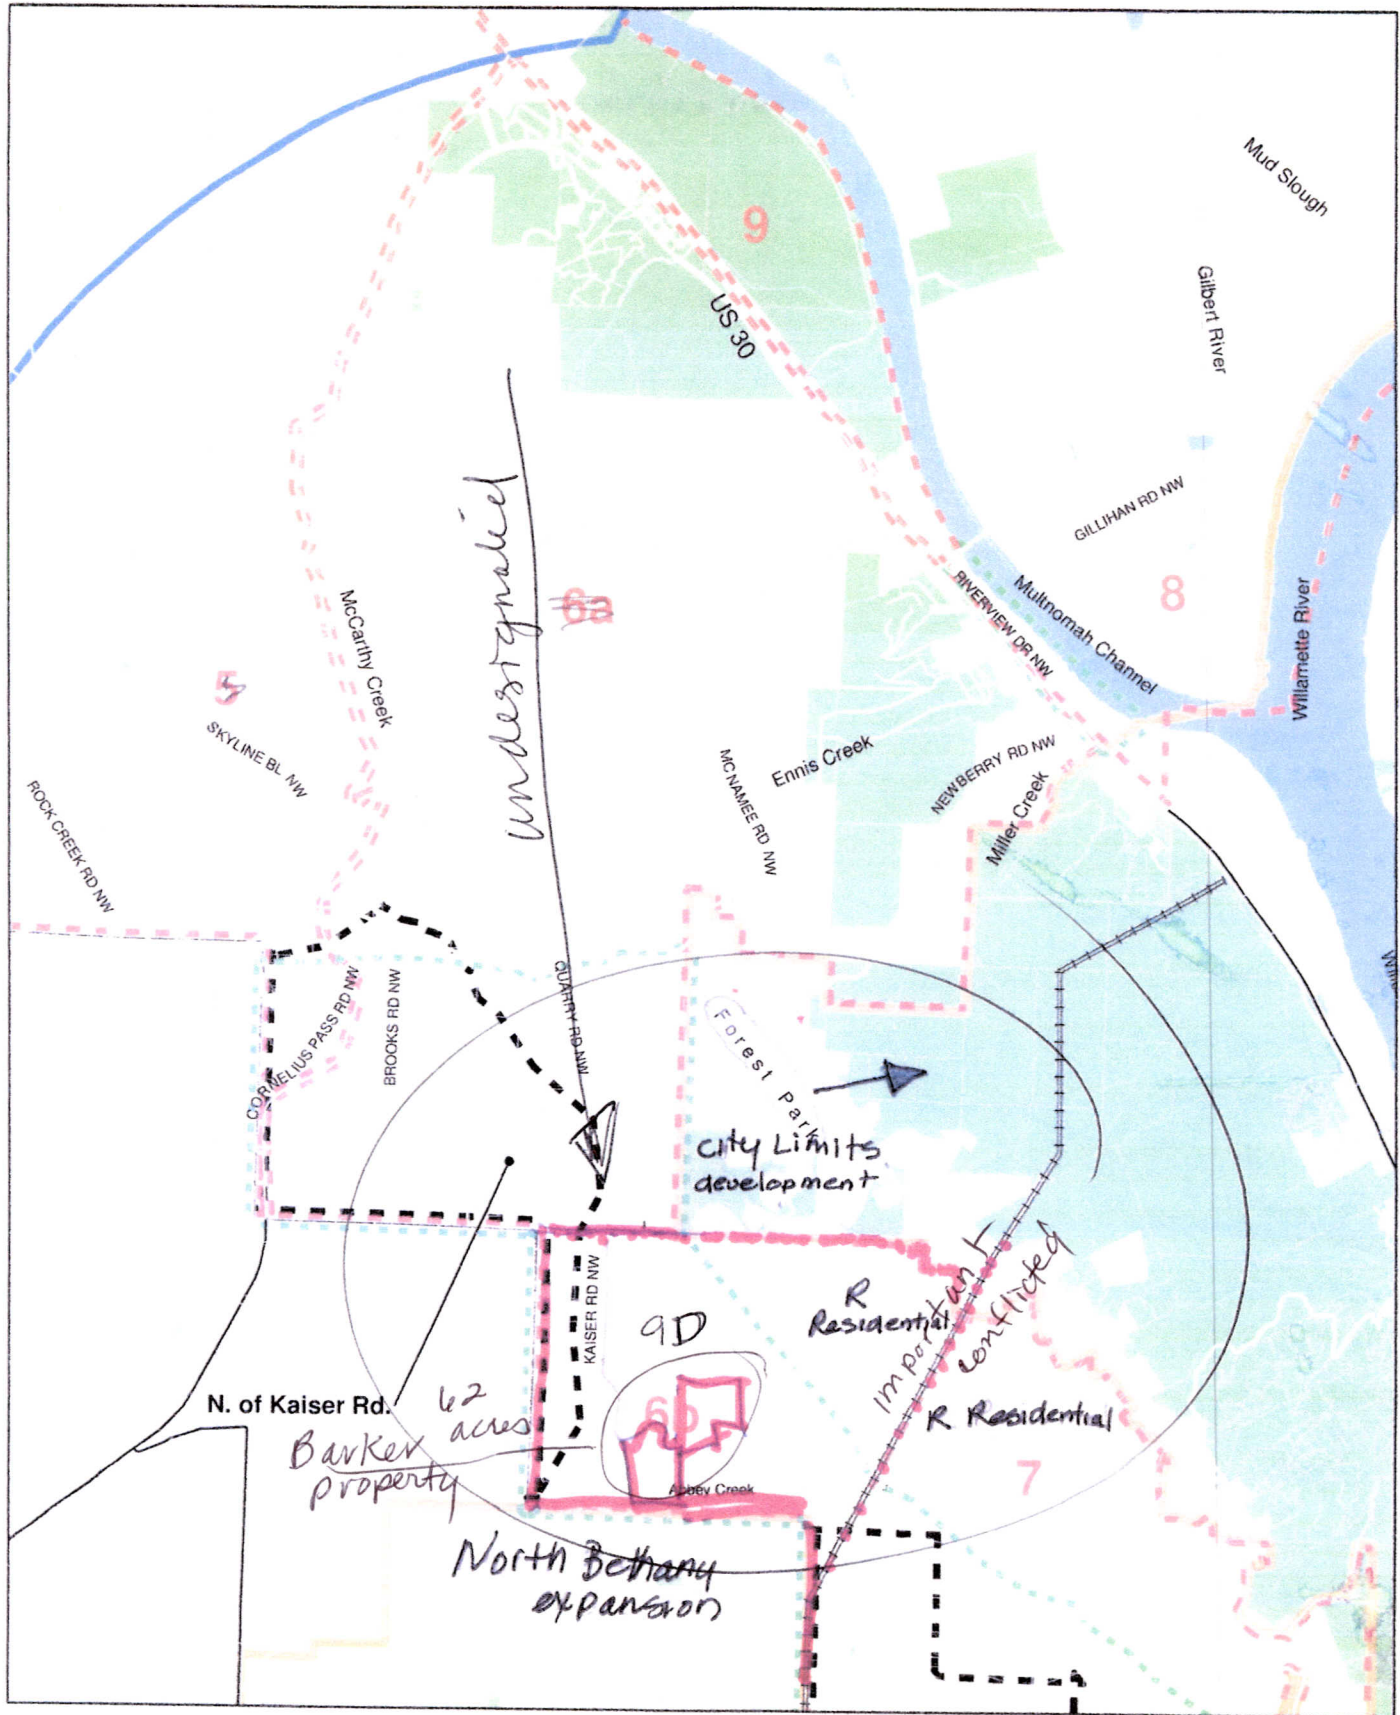 Mud Slough
9
Gilbert River
US 30
GILLIHAN RD NW
undesignated
6a
8
McCarthy Creek
RIVERVIEW DR NW
Multnomah Channel
Willamette River
5
SKYLINE BL NW
ROCK CREEK RD NW
MC NAMEE RD NW
Ennis Creek
NEWBERRY RD NW
Miller Creek
CORNELIUS PASS RD NW
BROOKS RD NW
QUARRY RD NW
Forest Park
City Limits
development
KAISER RD NW
9D
R
Residential
important
conflicted
N. of Kaiser Rd.
62
acres
Barker
property
6b
R Residential
7
Abbey Creek
North Bethany
expansion